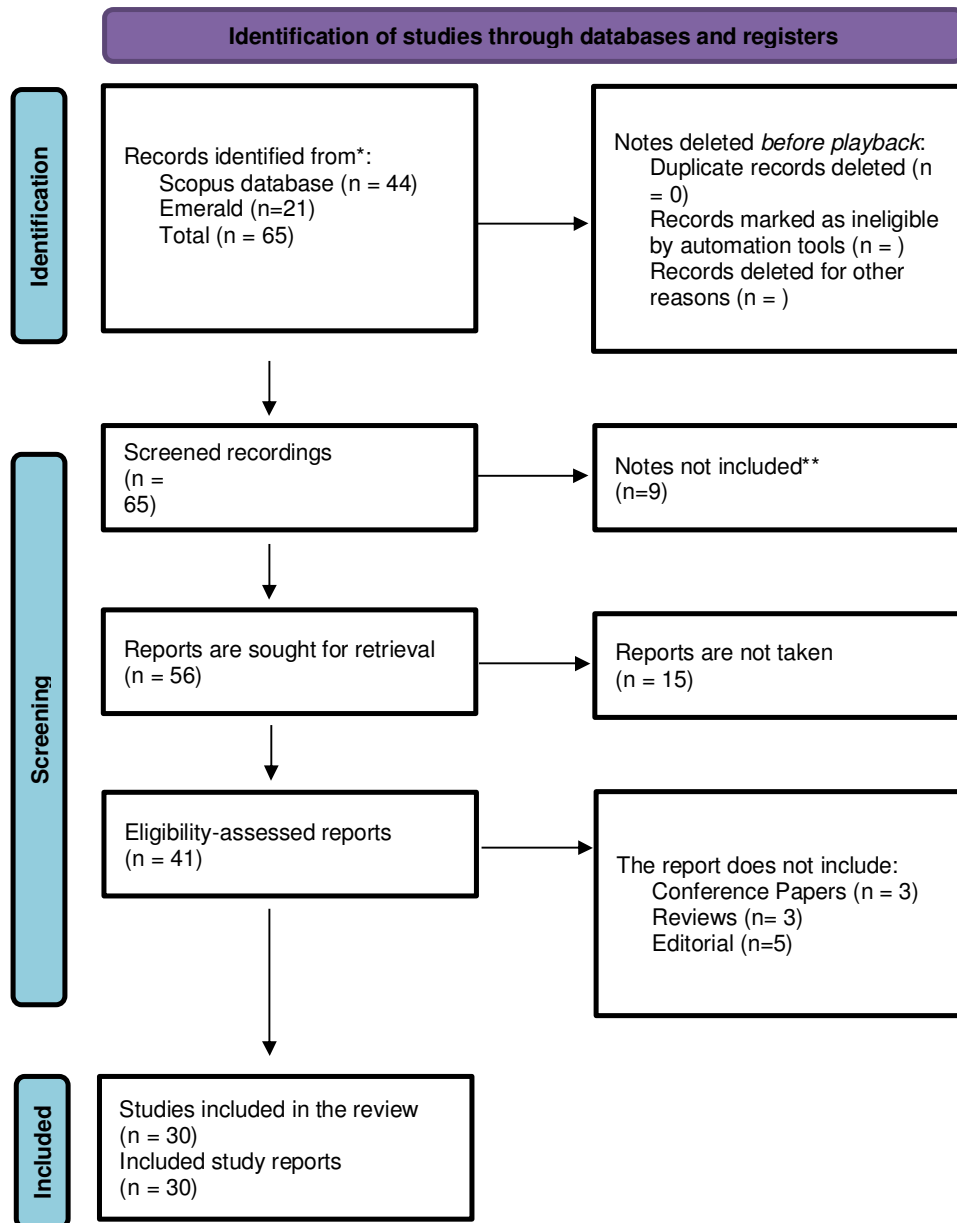 Identification of studies through databases and registers
Identification
Records identified from*:
Scopus database (n = 44)
Emerald (n=21)
Total (n = 65)
Notes deleted before playback:
Duplicate records deleted (n
= 0)
Records marked as ineligible
by automation tools (n = )
Records deleted for other
reasons (n = )
Screening
Screened recordings
(n =
65)
Notes not included**
(n=9)
Reports are sought for retrieval
(n = 56)
Reports are not taken
(n = 15)
Eligibility-assessed reports
(n = 41)
The report does not include:
Conference Papers (n = 3)
Reviews (n= 3)
Editorial (n=5)
Included
Studies included in the review
(n = 30)
Included study reports
(n = 30)